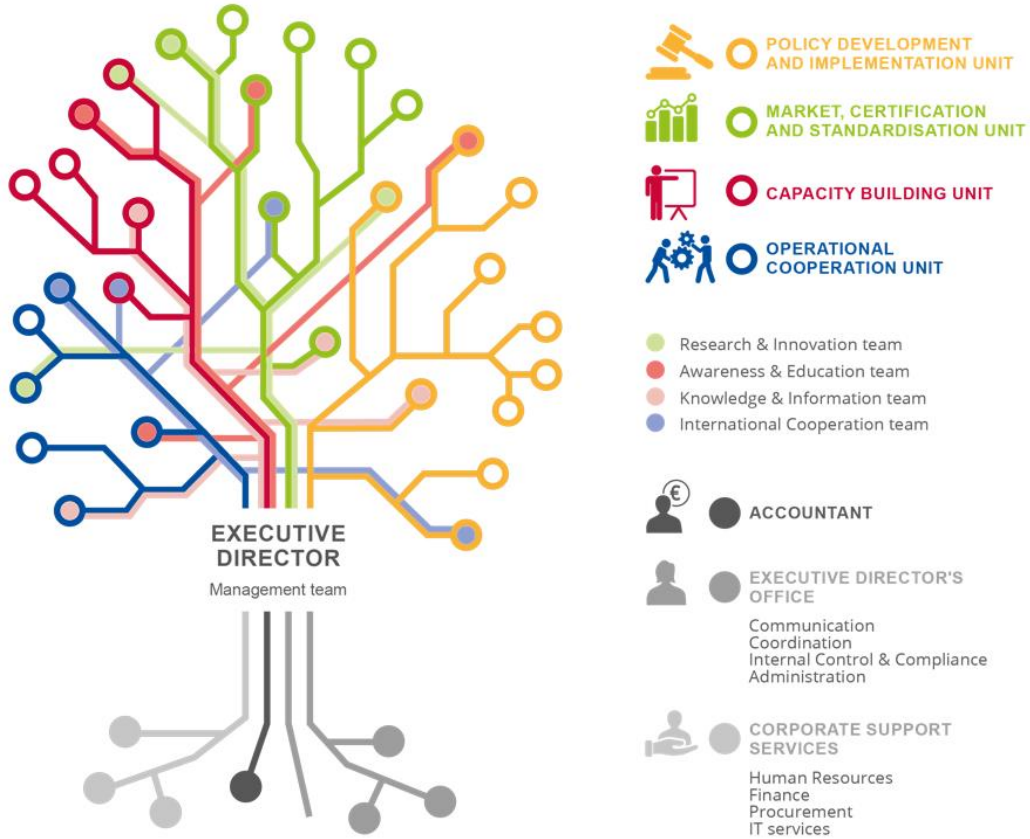 POLICY DEVELOPMENT
AND IMPLEMENTATION UNIT
MARKET, CERTIFICATION
AND STANDARDISATION UNIT
CAPACITY BUILDING UNIT
OPERATIONAL
COOPERATION UNIT
Research & Innovation team
Awareness & Education team
Knowledge & Information team
International Cooperation team
€
ACCOUNTANT
EXECUTIVE DIRECTOR'S
OFFICE
Communication
Coordination
Internal Control & Compliance
Administration
CORPORATE SUPPORT
SERVICES
Human Resources
Finance
Procurement
IT services
EXECUTIVE
DIRECTOR
Management team